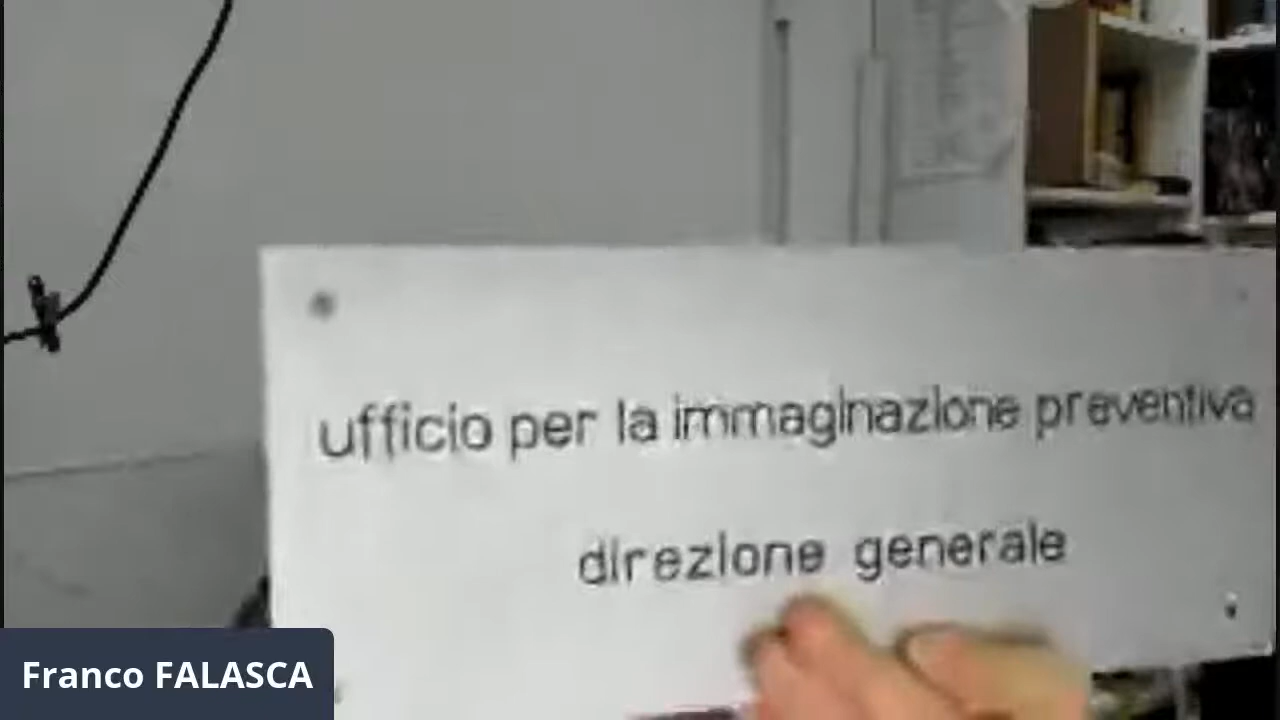 ufficio per la immaginazione preventiva
direzione generale
Franco FALASCA